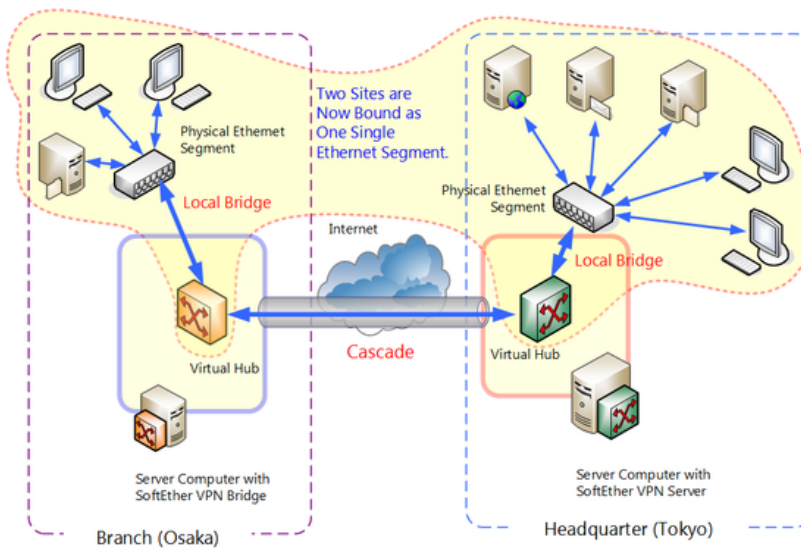 Two Sites are
Now Bound as
One Single
Ethernet Segment.
Physical Ethernet
Segment
Local Bridge
Physical Ethernet
Segment
Internet
Local Bridge
Cascade
Virtual Hub
Virtual Hub
Server Computer with
SoftEther VPN Bridge
Server Computer with
SoftEther VPN Server
Branch (Osaka)
Headquarter (Tokyo)